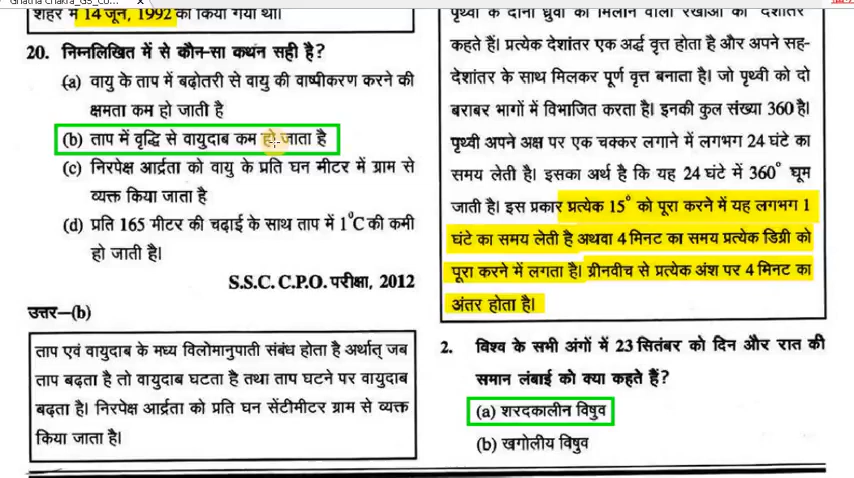 Ghatna Chakra_GS_Co... X
शहर में 14 जून, 1992 को किया गया था।
20. निम्नलिखित में से कौन-सा कथन सही है?
(a) वायु के ताप में बढ़ोतरी से वायु की वाष्पीकरण करने की
क्षमता कम हो जाती है
(b) ताप में वृद्धि से वायुदाब कम हो जाता है
(c) निरपेक्ष आर्द्रता को वायु के प्रति घन मीटर में ग्राम से
व्यक्त किया जाता है
(d) प्रति 165 मीटर की चढ़ाई के साथ ताप में 1°C की कमी
हो जाती है।
S.S.C. C.P.O. परीक्षा, 2012
उत्तर—(b)
ताप एवं वायुदाब के मध्य विलोमानुपाती संबंध होता है अर्थात् जब
ताप बढ़ता है तो वायुदाब घटता है तथा ताप घटने पर वायुदाब
बढ़ता है। निरपेक्ष आर्द्रता को प्रति घन सेंटीमीटर ग्राम से व्यक्त
किया जाता है।
पृथ्वी के दोनों ध्रुवों को मिलाने वाली रेखाओं को देशांतर
कहते हैं। प्रत्येक देशांतर एक अर्द्ध वृत्त होता है और अपने सह-
देशांतर के साथ मिलकर पूर्ण वृत्त बनाता है। जो पृथ्वी को दो
बराबर भागों में विभाजित करता है। इनकी कुल संख्या 360 है।
पृथ्वी अपने अक्ष पर एक चक्कर लगाने में लगभग 24 घंटे का
समय लेती है। इसका अर्थ है कि यह 24 घंटे में 360° घूम
जाती है। इस प्रकार प्रत्येक 15° को पूरा करने में यह लगभग 1
घंटे का समय लेती है अथवा 4 मिनट का समय प्रत्येक डिग्री को
पूरा करने में लगता है। ग्रीनवीच से प्रत्येक अंश पर 4 मिनट का
अंतर होता है।
2. विश्व के सभी अंगों में 23 सितंबर को दिन और रात की
समान लंबाई को क्या कहते हैं?
(a) शरदकालीन विषुव
(b) खगोलीय विषुव